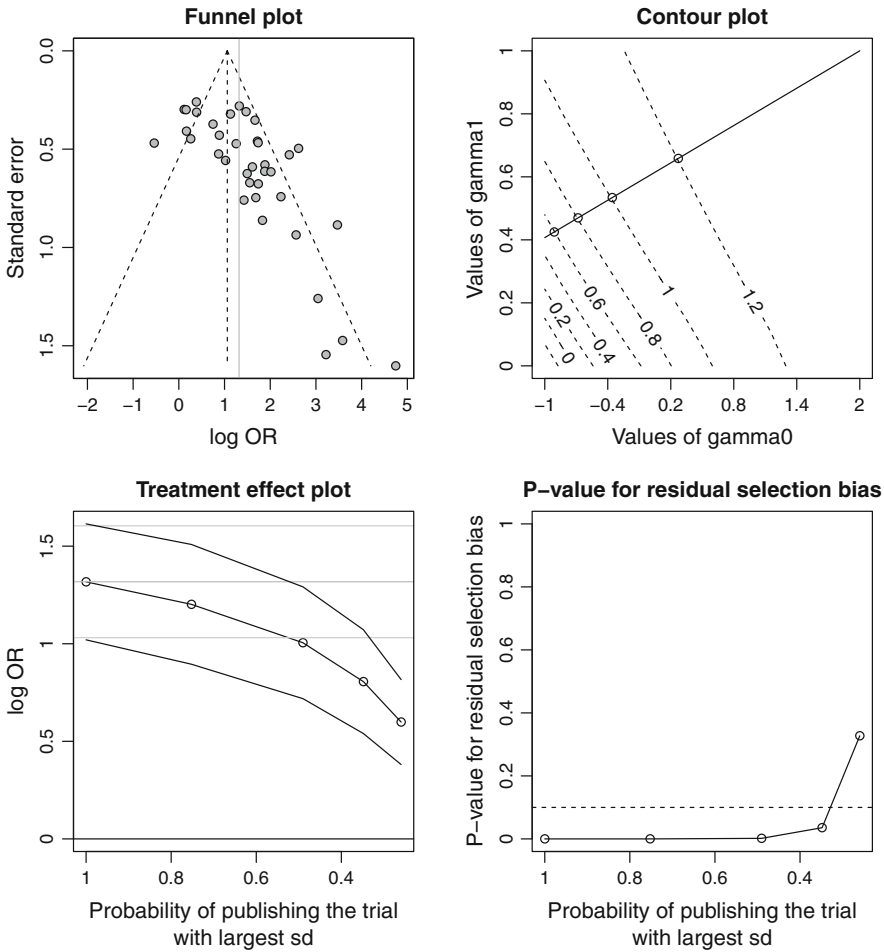 Funnel plot
Standard error
0.0
0.5
1.0
1.5
−2 −1 0 1 2 3 4 5
log OR
Contour plot
Values of gamma1
1
0.8
0.6
0.4
0.2
0
0 0.2 0.4 0.6 0.8 1 1.2
−1 −0.4 0.2 0.8 1.4 2
Values of gamma0
Treatment effect plot
log OR
1.5
1
0.5
0
1 0.8 0.6 0.4
Probability of publishing the trial
with largest sd
P−value for residual selection bias
P−value for residual selection bias
1
0.8
0.6
0.4
0.2
0
1 0.8 0.6 0.4
Probability of publishing the trial
with largest sd